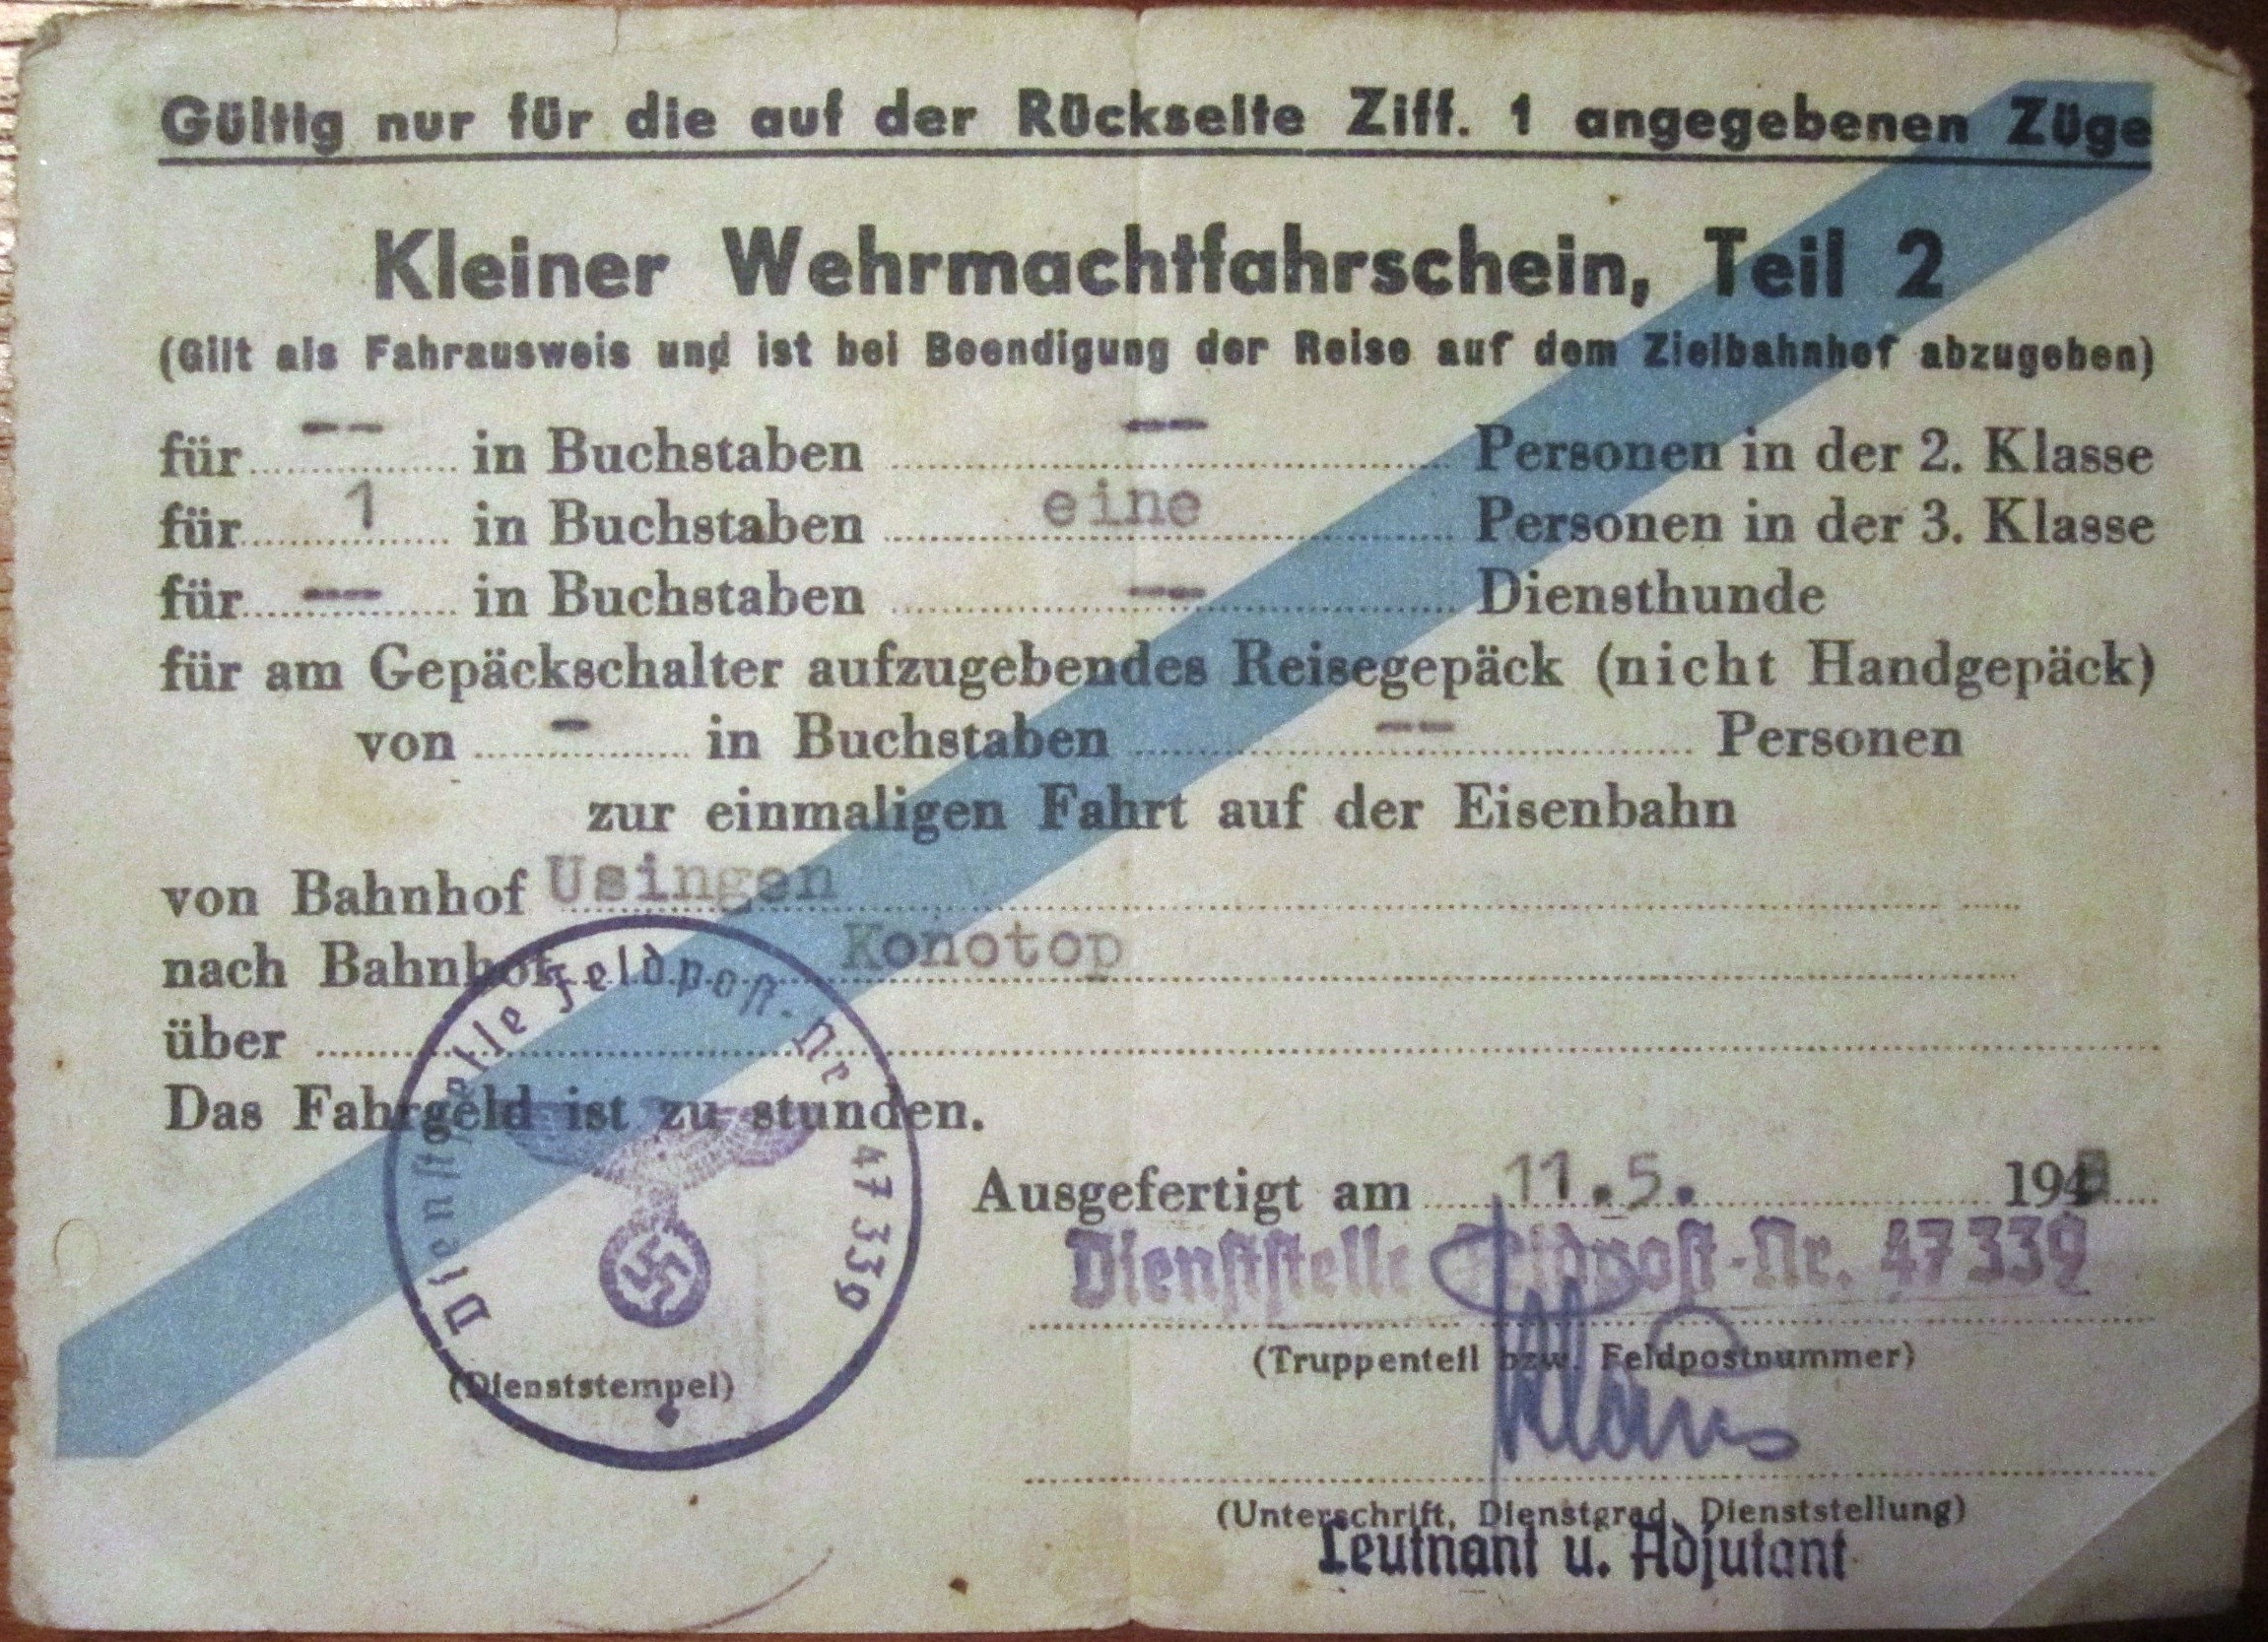 Gültig nur für die auf der Rückseite Ziff. 1 angegebenen Züge
Kleiner Wehrmachtfahrschein, Teil 2
(Gilt als Fahrausweis und ist bei Beendigung der Reise auf dem Zielbahnhof abzugeben)
für -- in Buchstaben -- Personen in der 2. Klasse
für 1 in Buchstaben eine Personen in der 3. Klasse
für -- in Buchstaben -- Diensthunde
für am Gepäckschalter aufzugebendes Reisegepäck (nicht Handgepäck)
von - in Buchstaben -- Personen
zur einmaligen Fahrt auf der Eisenbahn
von Bahnhof Usingen
nach Bahnhof Konotop
über
Das Fahrgeld ist zu stunden.
Dienststelle Feldpost-Nr 47339
(Dienststempel)
Ausgefertigt am 11.5. 194
Dienststelle Feldpost-Nr. 47339
(Truppenteil bzw. Feldpostnummer)
(Unterschrift, Dienstgrad, Dienststellung)
Leutnant u. Adjutant